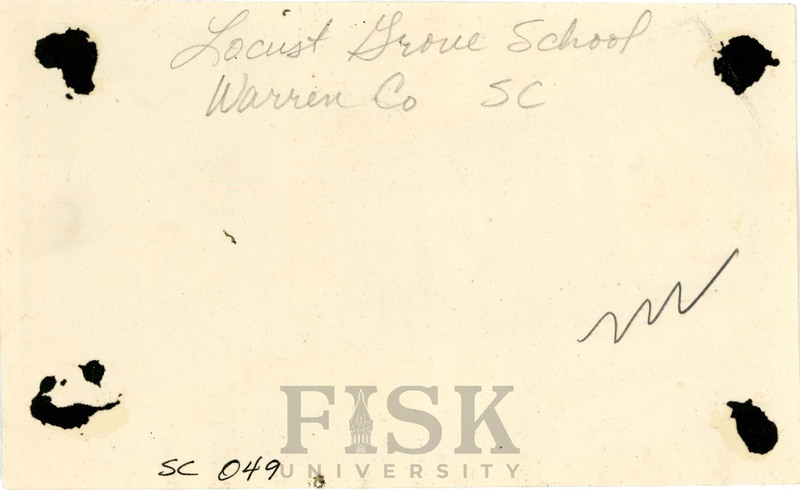 Locust Grove School
Warren Co SC
FISK
UNIVERSITY
SC 049